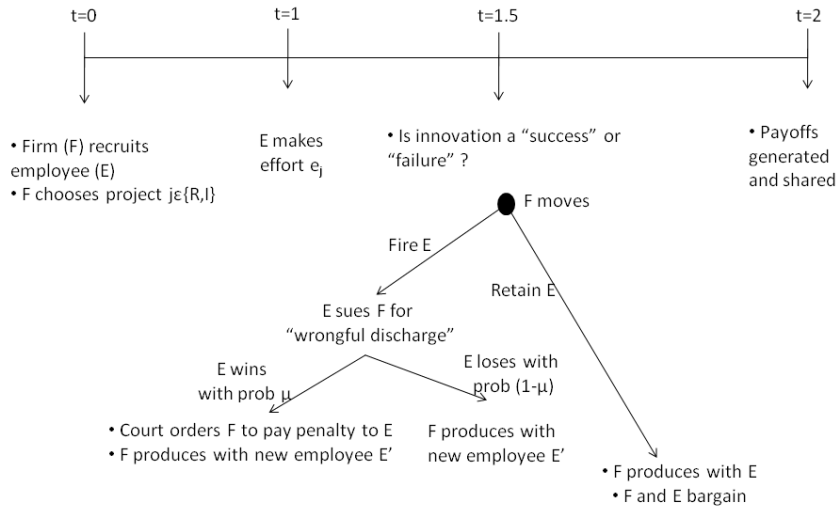 t=0
t=1
t=1.5
t=2
• Firm (F) recruits
employee (E)
• F chooses project jε{R,I}
E makes
effort eⱼ
• Is innovation a “success” or
“failure” ?
• Payoffs
generated
and shared
F moves
Fire E
Retain E
E sues F for
“wrongful discharge”
E wins
with prob μ
E loses with
prob (1-μ)
• Court orders F to pay penalty to E
• F produces with new employee E’
F produces with
new employee E’
• F produces with E
• F and E bargain